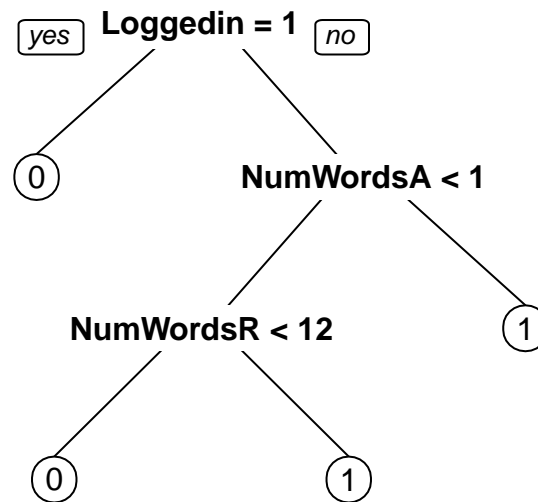 yes Loggedin = 1 no
0 NumWordsA < 1
NumWordsR < 12 1
0 1